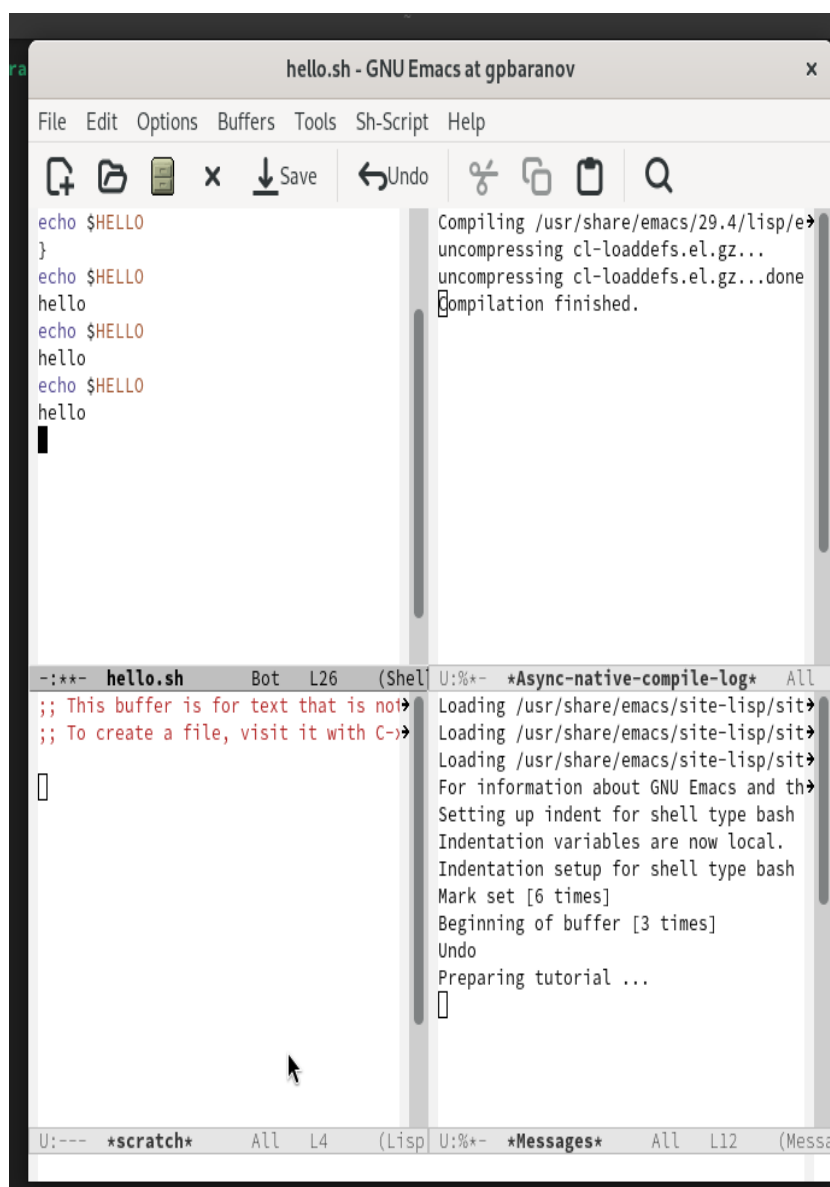 ~
ra
hello.sh - GNU Emacs at gpbaranov x
File Edit Options Buffers Tools Sh-Script Help
Save Undo
echo $HELLO
}
echo $HELLO
hello
echo $HELLO
hello
echo $HELLO
hello
-:**- hello.sh Bot L26 (Shel
Compiling /usr/share/emacs/29.4/lisp/e
uncompressing cl-loaddefs.el.gz...
uncompressing cl-loaddefs.el.gz...done
Compilation finished.
U:%*- *Async-native-compile-log* All
;; This buffer is for text that is not
;; To create a file, visit it with C-x
U:--- *scratch* All L4 (Lisp
Loading /usr/share/emacs/site-lisp/sit
Loading /usr/share/emacs/site-lisp/sit
Loading /usr/share/emacs/site-lisp/sit
For information about GNU Emacs and th
Setting up indent for shell type bash
Indentation variables are now local.
Indentation setup for shell type bash
Mark set [6 times]
Beginning of buffer [3 times]
Undo
Preparing tutorial ...
U:%*- *Messages* All L12 (Messa